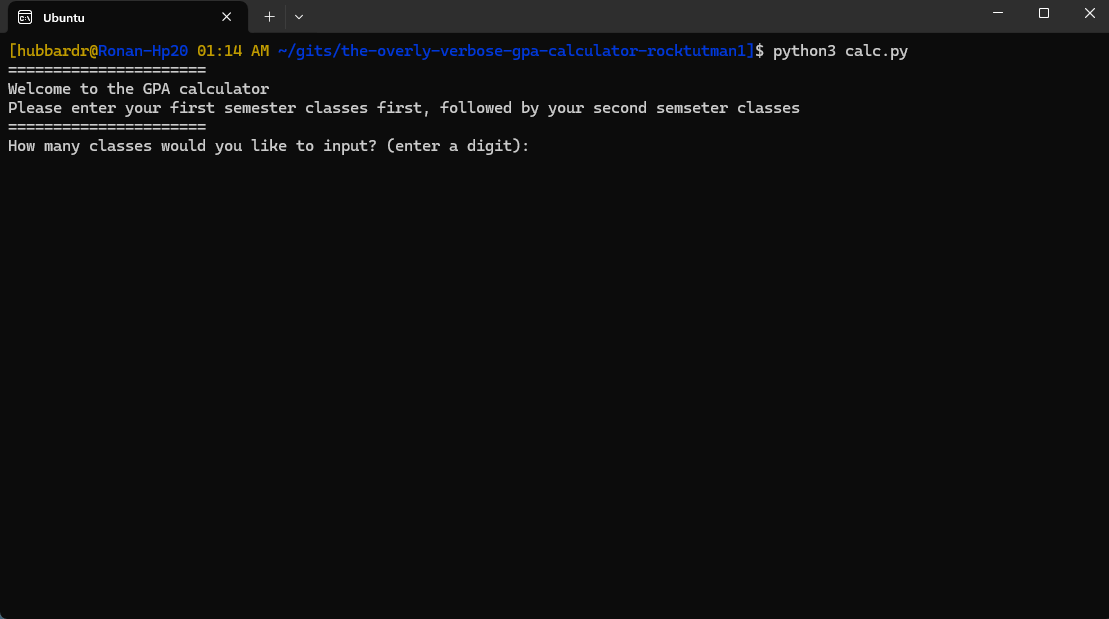 Ubuntu
[hubbardr@Ronan-Hp20 01:14 AM ~/gits/the-overly-verbose-gpa-calculator-rocktutman1]$ python3 calc.py
======================
Welcome to the GPA calculator
Please enter your first semester classes first, followed by your second semseter classes
======================
How many classes would you like to input? (enter a digit):